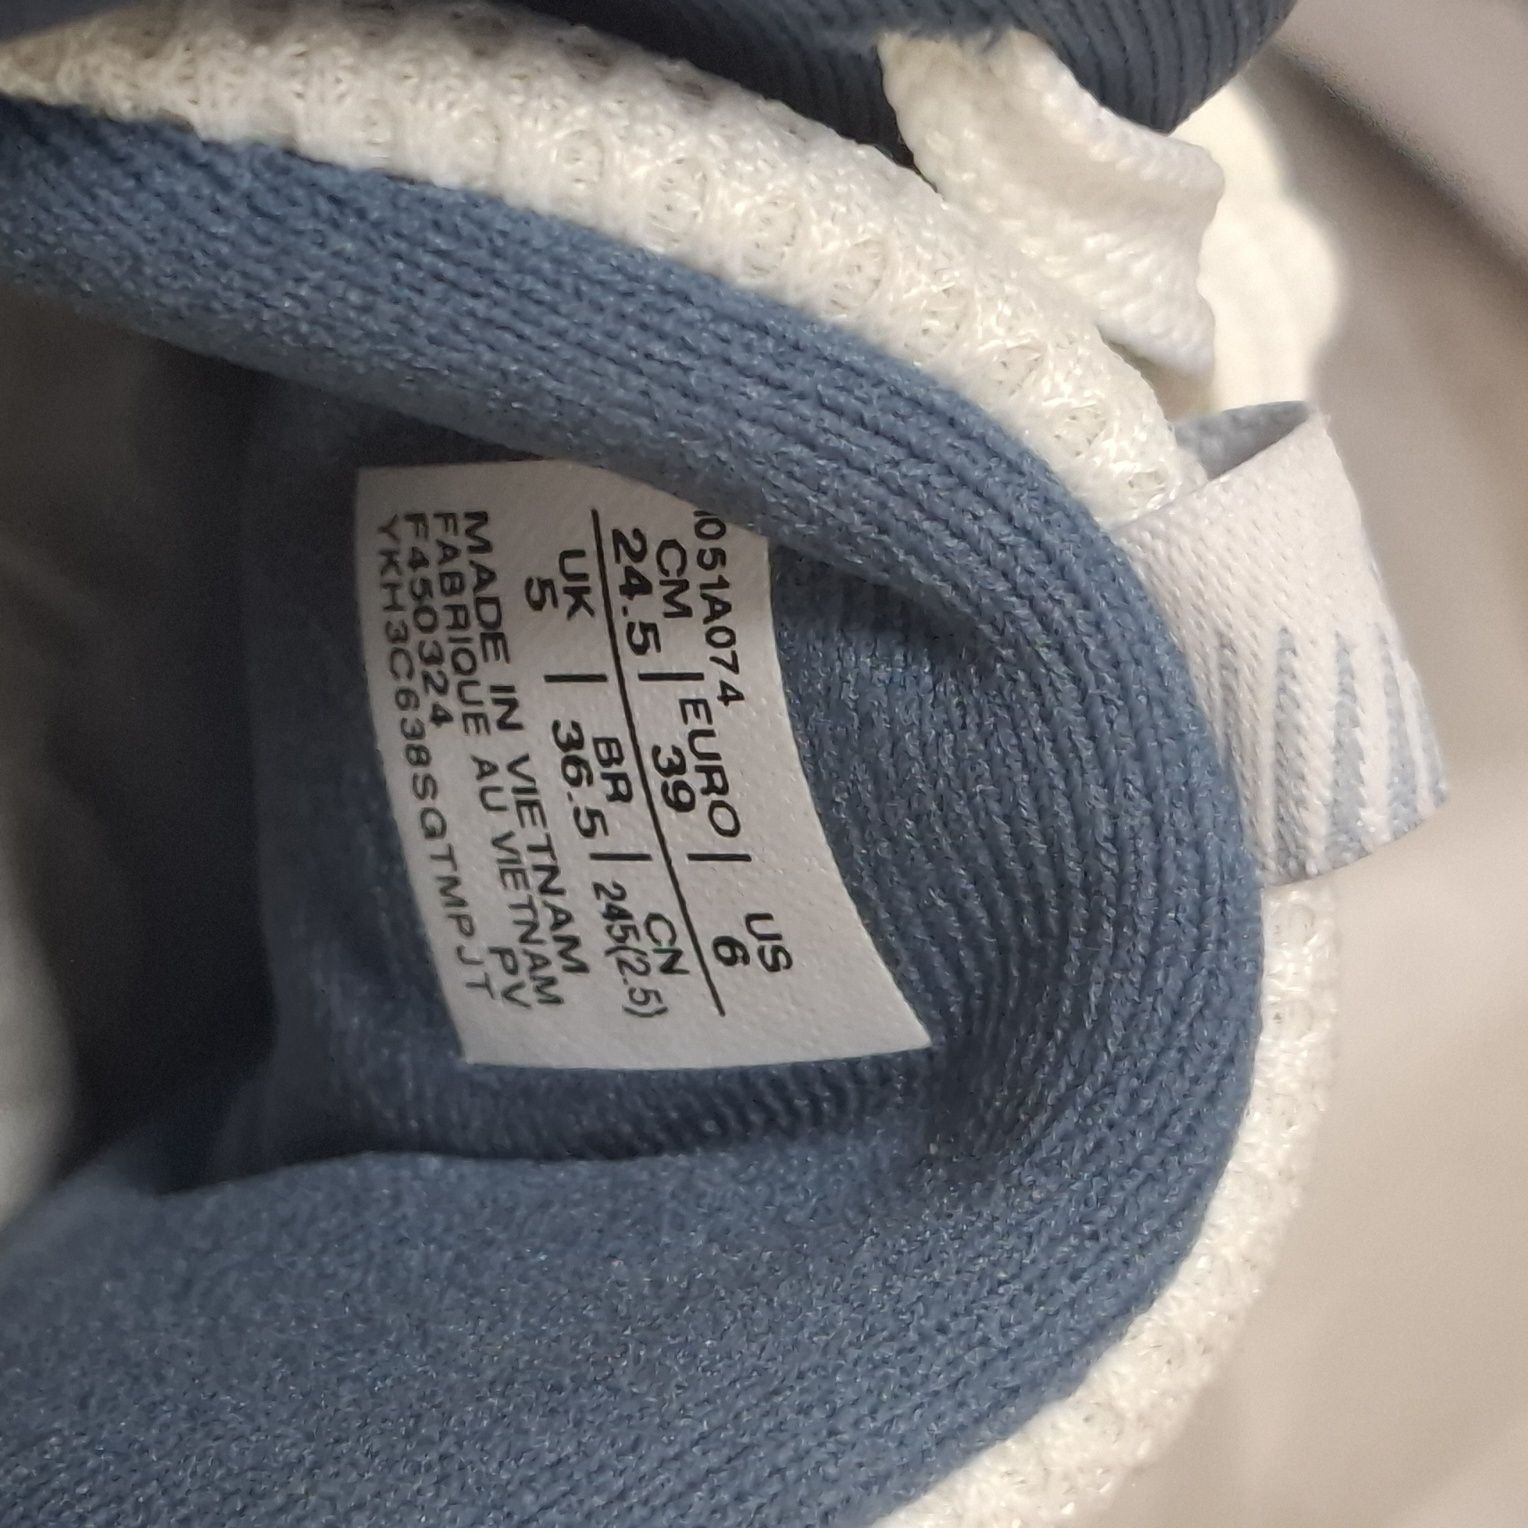 1051A074
CM | EURO | US
24.5 39 6
UK | BR | CN
5 36.5 245(2.5)
MADE IN VIETNAM
FABRIQUE AU VIETNAM
F450324 PV
YKH3C638SGTMPJT